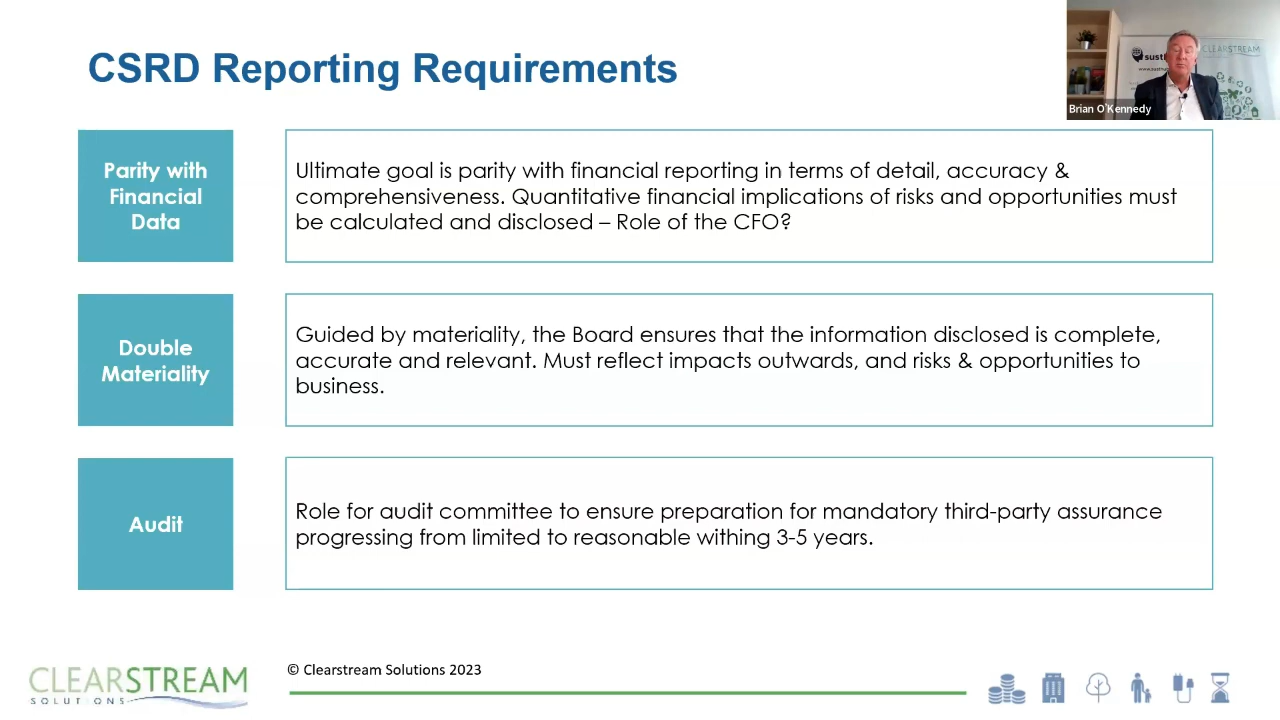 CSRD Reporting Requirements
CLEARSTREAM
Brian O'Kennedy
Parity with
Financial
Data
Ultimate goal is parity with financial reporting in terms of detail, accuracy &
comprehensiveness. Quantitative financial implications of risks and opportunities must
be calculated and disclosed – Role of the CFO?
Double
Materiality
Guided by materiality, the Board ensures that the information disclosed is complete,
accurate and relevant. Must reflect impacts outwards, and risks & opportunities to
business.
Audit
Role for audit committee to ensure preparation for mandatory third-party assurance
progressing from limited to reasonable withing 3-5 years.
CLEARSTREAM
SOLUTIONS
© Clearstream Solutions 2023